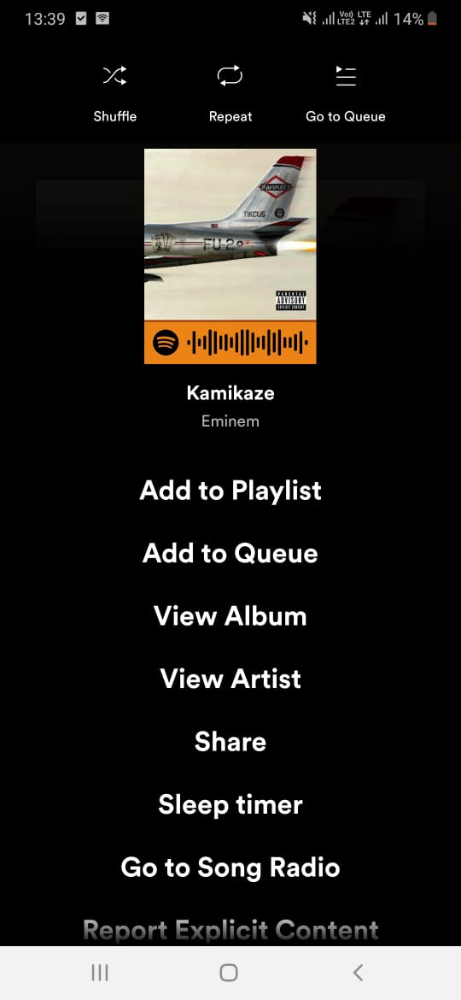 13:39
Vo) LTE
LTE2
14%
Shuffle
Repeat
Go to Queue
KAMIKAZE
TIKCUS
FU-2
PARENTAL
ADVISORY
EXPLICIT CONTENT
Kamikaze
Eminem
Add to Playlist
Add to Queue
View Album
View Artist
Share
Sleep timer
Go to Song Radio
Report Explicit Content